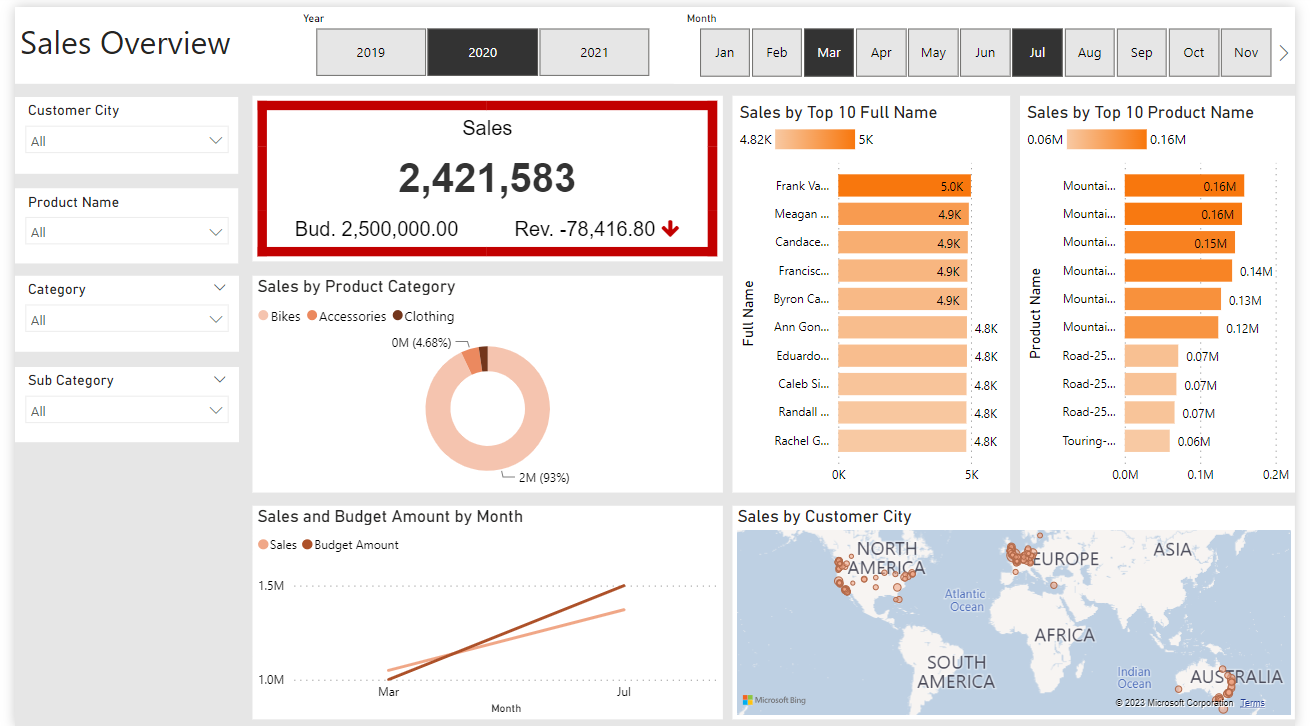 Sales Overview
Year
2019 2020 2021
Month
Jan Feb Mar Apr May Jun Jul Aug Sep Oct Nov
Customer City
All
Product Name
All
Category
All
Sub Category
All
Sales
2,421,583
Bud. 2,500,000.00 Rev. -78,416.80
Sales by Product Category
Bikes Accessories Clothing
0M (4.68%)
2M (93%)
Sales by Top 10 Full Name
4.82K 5K
Full Name
Frank Va... 5.0K
Meagan ... 4.9K
Candace... 4.9K
Francisc... 4.9K
Byron Ca... 4.9K
Ann Gon... 4.8K
Eduardo... 4.8K
Caleb Si... 4.8K
Randall ... 4.8K
Rachel G... 4.8K
0K 5K
Sales by Top 10 Product Name
0.06M 0.16M
Product Name
Mountai... 0.16M
Mountai... 0.16M
Mountai... 0.15M
Mountai... 0.14M
Mountai... 0.13M
Mountai... 0.12M
Road-25... 0.07M
Road-25... 0.07M
Road-25... 0.07M
Touring-... 0.06M
0.0M 0.1M 0.2M
Sales and Budget Amount by Month
Sales Budget Amount
1.5M
1.0M
Mar Jul
Month
Sales by Customer City
NORTH
AMERICA
EUROPE
ASIA
Atlantic
Ocean
AFRICA
SOUTH
AMERICA
Indian
Ocean
AUSTRALIA
Microsoft Bing
© 2023 Microsoft Corporation Terms